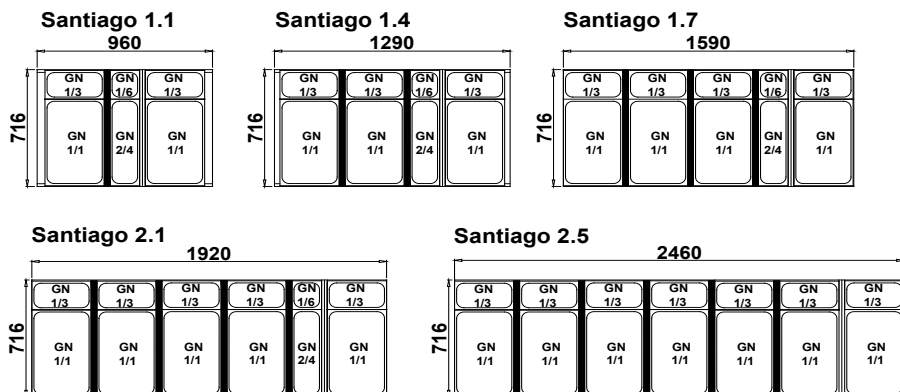 Santiago 1.1
Santiago 1.4
Santiago 1.7
960
1290
1590
GN GN GN
1/3 1/6 1/3
GN GN GN GN
1/3 1/3 1/6 1/3
GN GN GN GN GN
1/3 1/3 1/3 1/6 1/3
716
GN GN GN
1/1 2/4 1/1
716
GN GN GN GN
1/1 1/1 2/4 1/1
716
GN GN GN GN GN
1/1 1/1 1/1 2/4 1/1
Santiago 2.1
Santiago 2.5
1920
2460
GN GN GN GN GN GN
1/3 1/3 1/3 1/3 1/6 1/3
GN GN GN GN GN GN GN
1/3 1/3 1/3 1/3 1/3 1/3 1/3
716
GN GN GN GN GN GN
1/1 1/1 1/1 1/1 2/4 1/1
716
GN GN GN GN GN GN GN
1/1 1/1 1/1 1/1 1/1 1/1 1/1